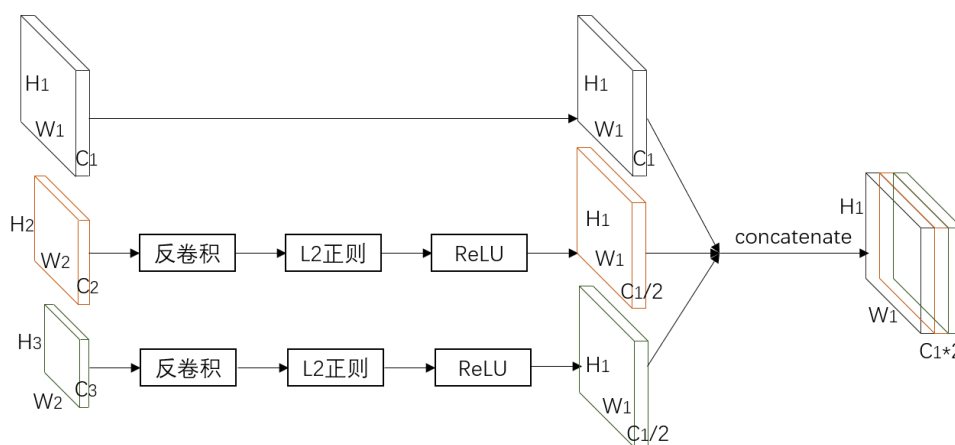 H1
W1
C1
H1
W1
C1
H2
W2
C2
反卷积
L2正则
ReLU
H1
W1
C1/2
concatenate
H1
W1
C1*2
H3
W2
C3
反卷积
L2正则
ReLU
H1
W1
C1/2